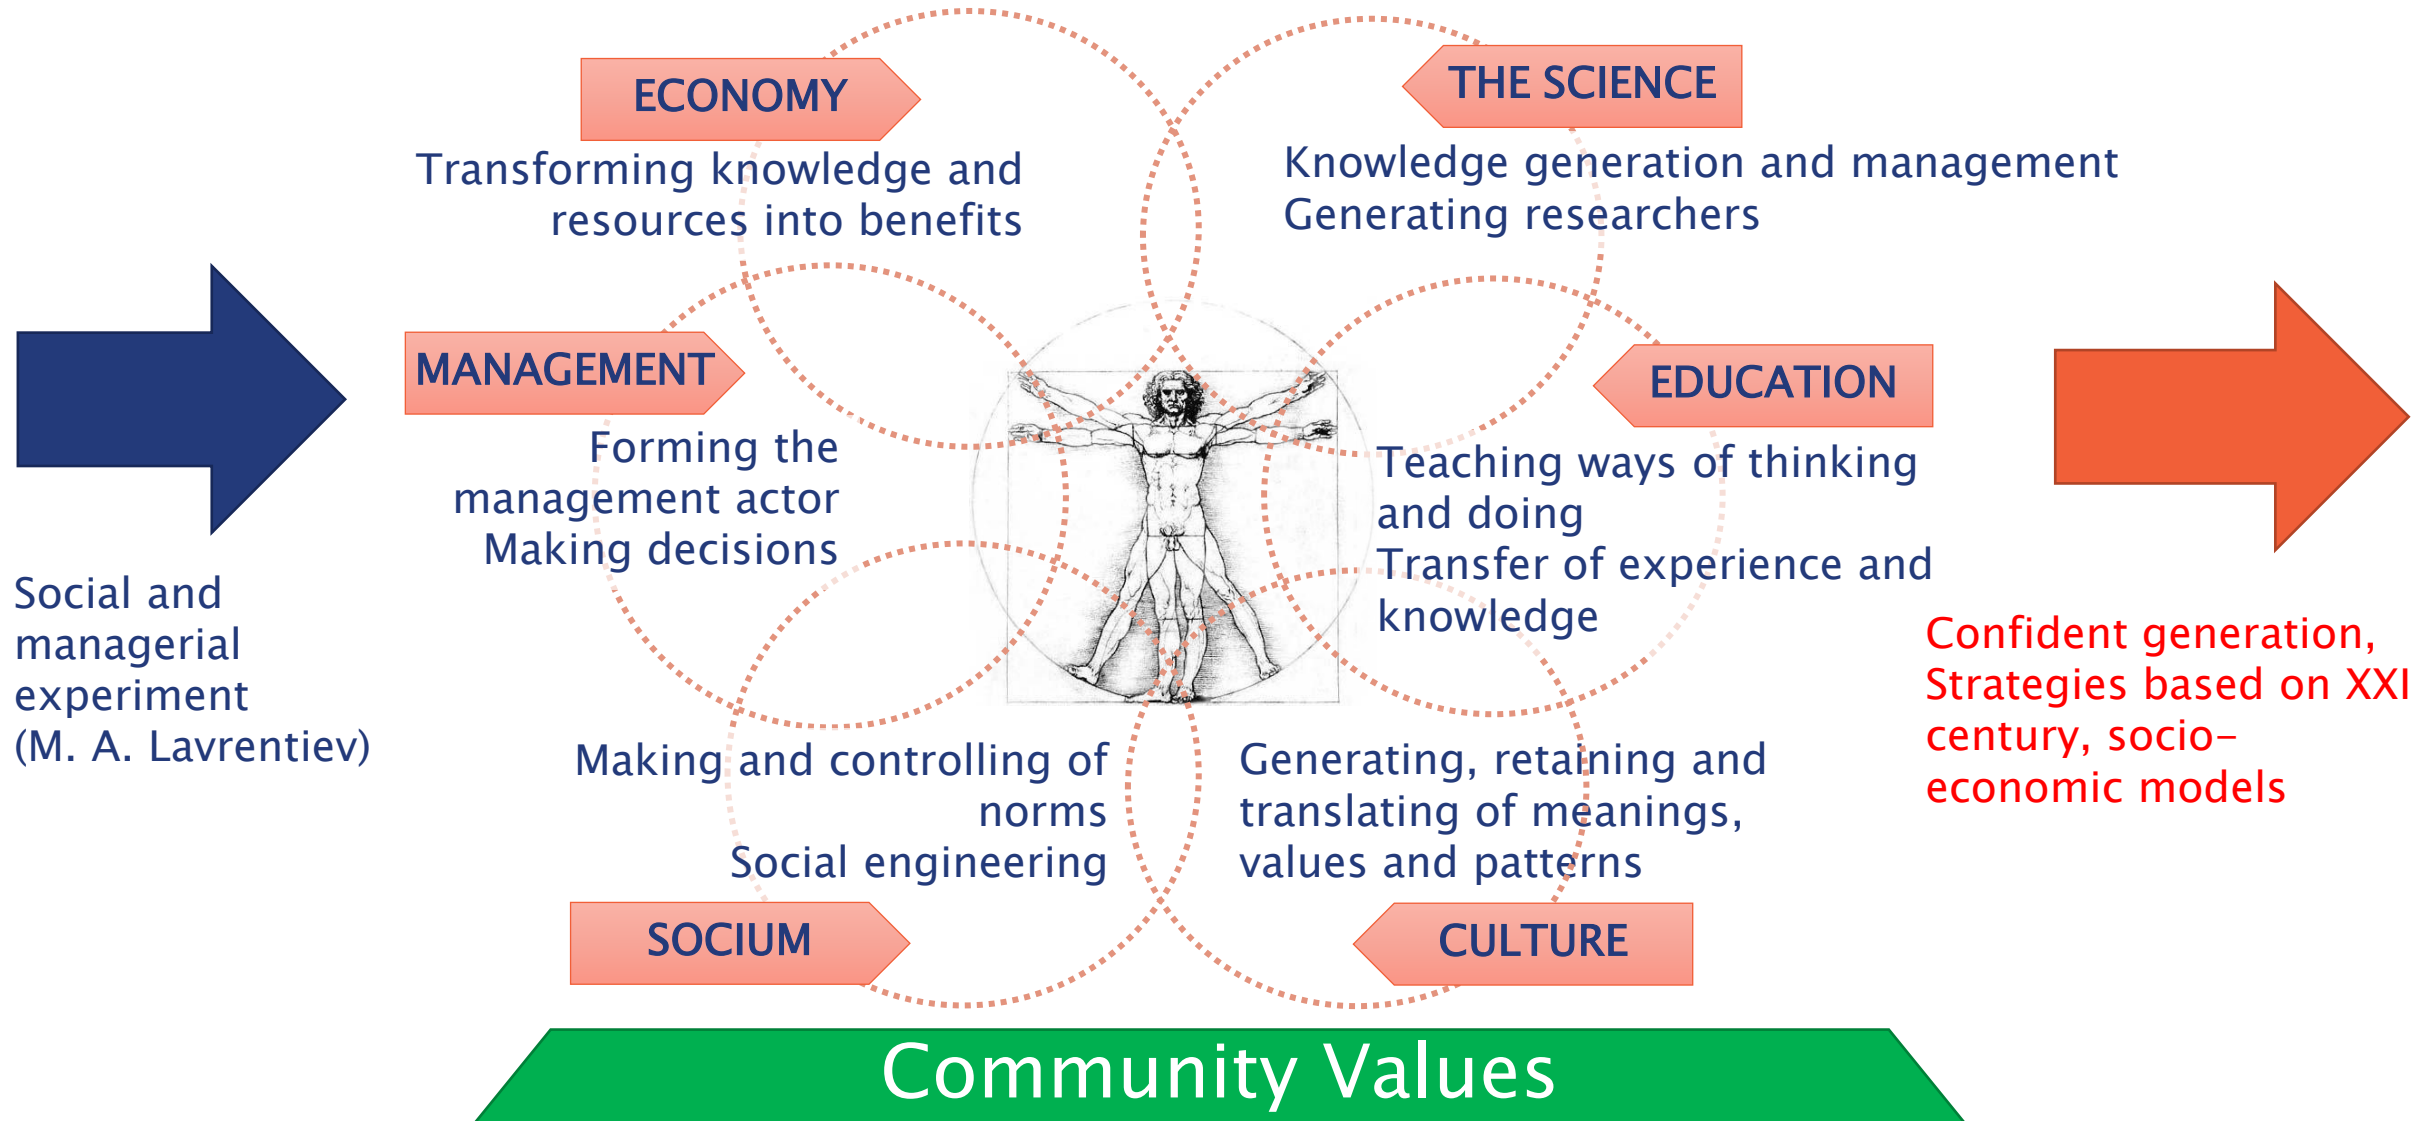 ECONOMY
Transforming knowledge and
resources into benefits
THE SCIENCE
Knowledge generation and management
Generating researchers
MANAGEMENT
Forming the
management actor
Making decisions
EDUCATION
Teaching ways of thinking
and doing
Transfer of experience and
knowledge
Social and
managerial
experiment
(M. A. Lavrentiev)
Confident generation,
Strategies based on XXI
century, socio-
economic models
Making and controlling of
norms
Social engineering
SOCIUM
Generating, retaining and
translating of meanings,
values and patterns
CULTURE
Community Values